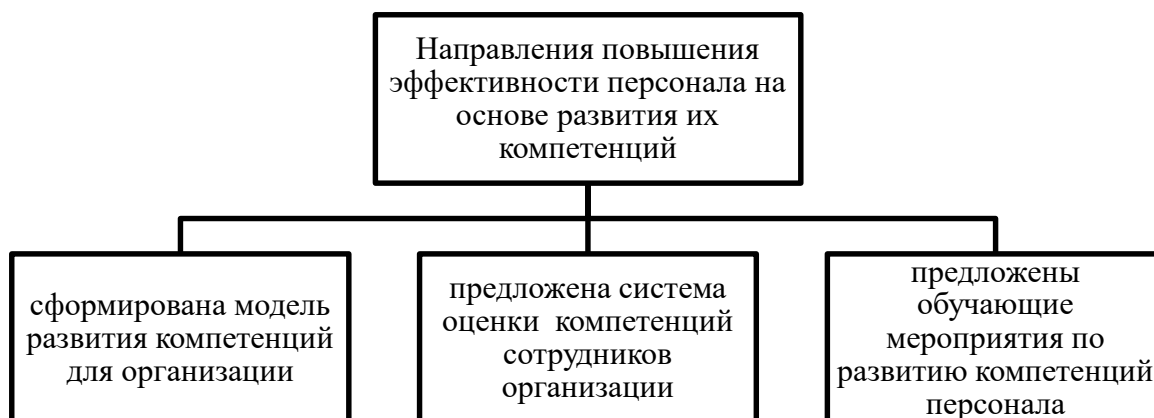 Направления повышения
эффективности персонала на
основе развития их
компетенций
сформирована модель
развития компетенций
для организации
предложена система
оценки компетенций
сотрудников
организации
предложены
обучающие
мероприятия по
развитию компетенций
персонала